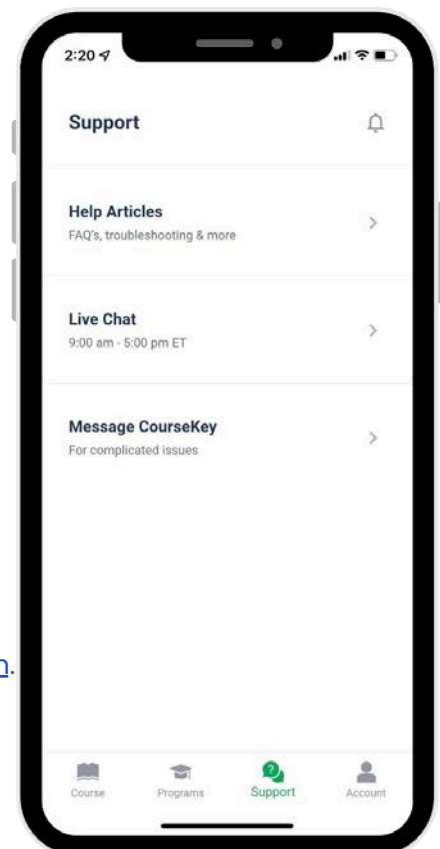 2:20
Support
Help Articles
FAQ's, troubleshooting & more
Live Chat
9:00 am - 5:00 pm ET
Message CourseKey
For complicated issues
n.
Course
Programs
Support
Account